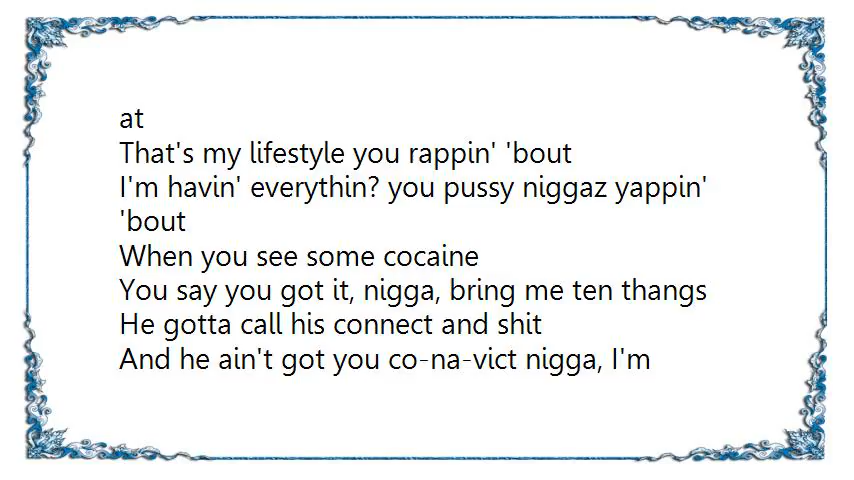 at
That's my lifestyle you rappin' 'bout
I'm havin' everythin? you pussy niggaz yappin'
'bout
When you see some cocaine
You say you got it, nigga, bring me ten thangs
He gotta call his connect and shit
And he ain't got you co-na-vict nigga, I'm